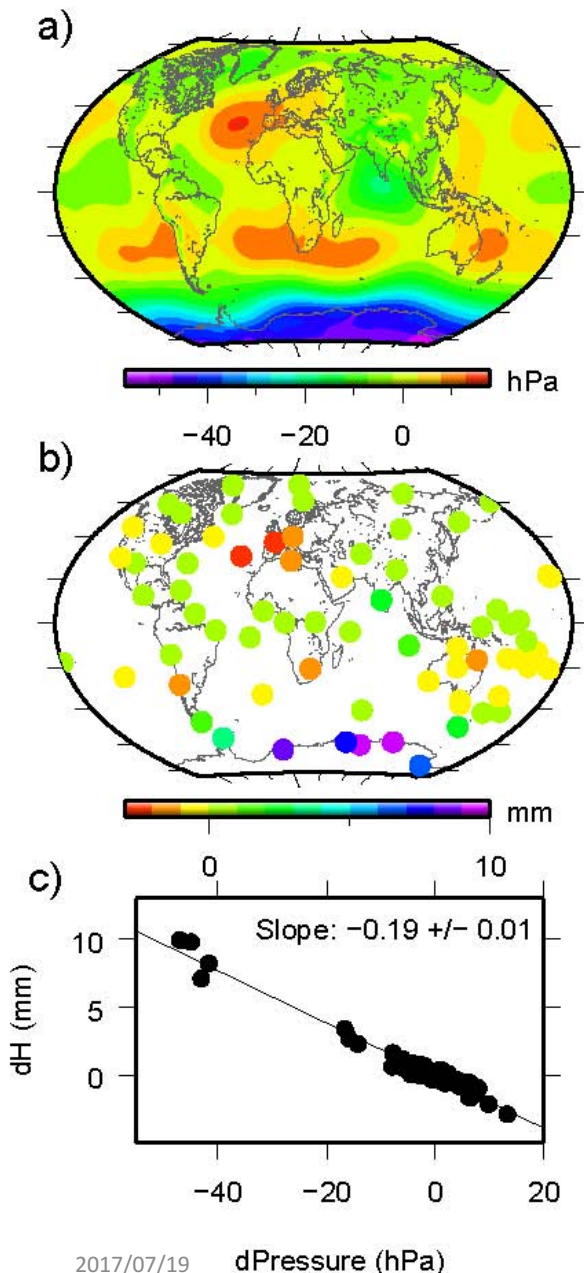 a)
hPa
−40 −20 0
b)
mm
0 10
c)
Slope: −0.19 +/− 0.01
10
5
0
dH (mm)
−40 −20 0 20
dPressure (hPa)
2017/07/19